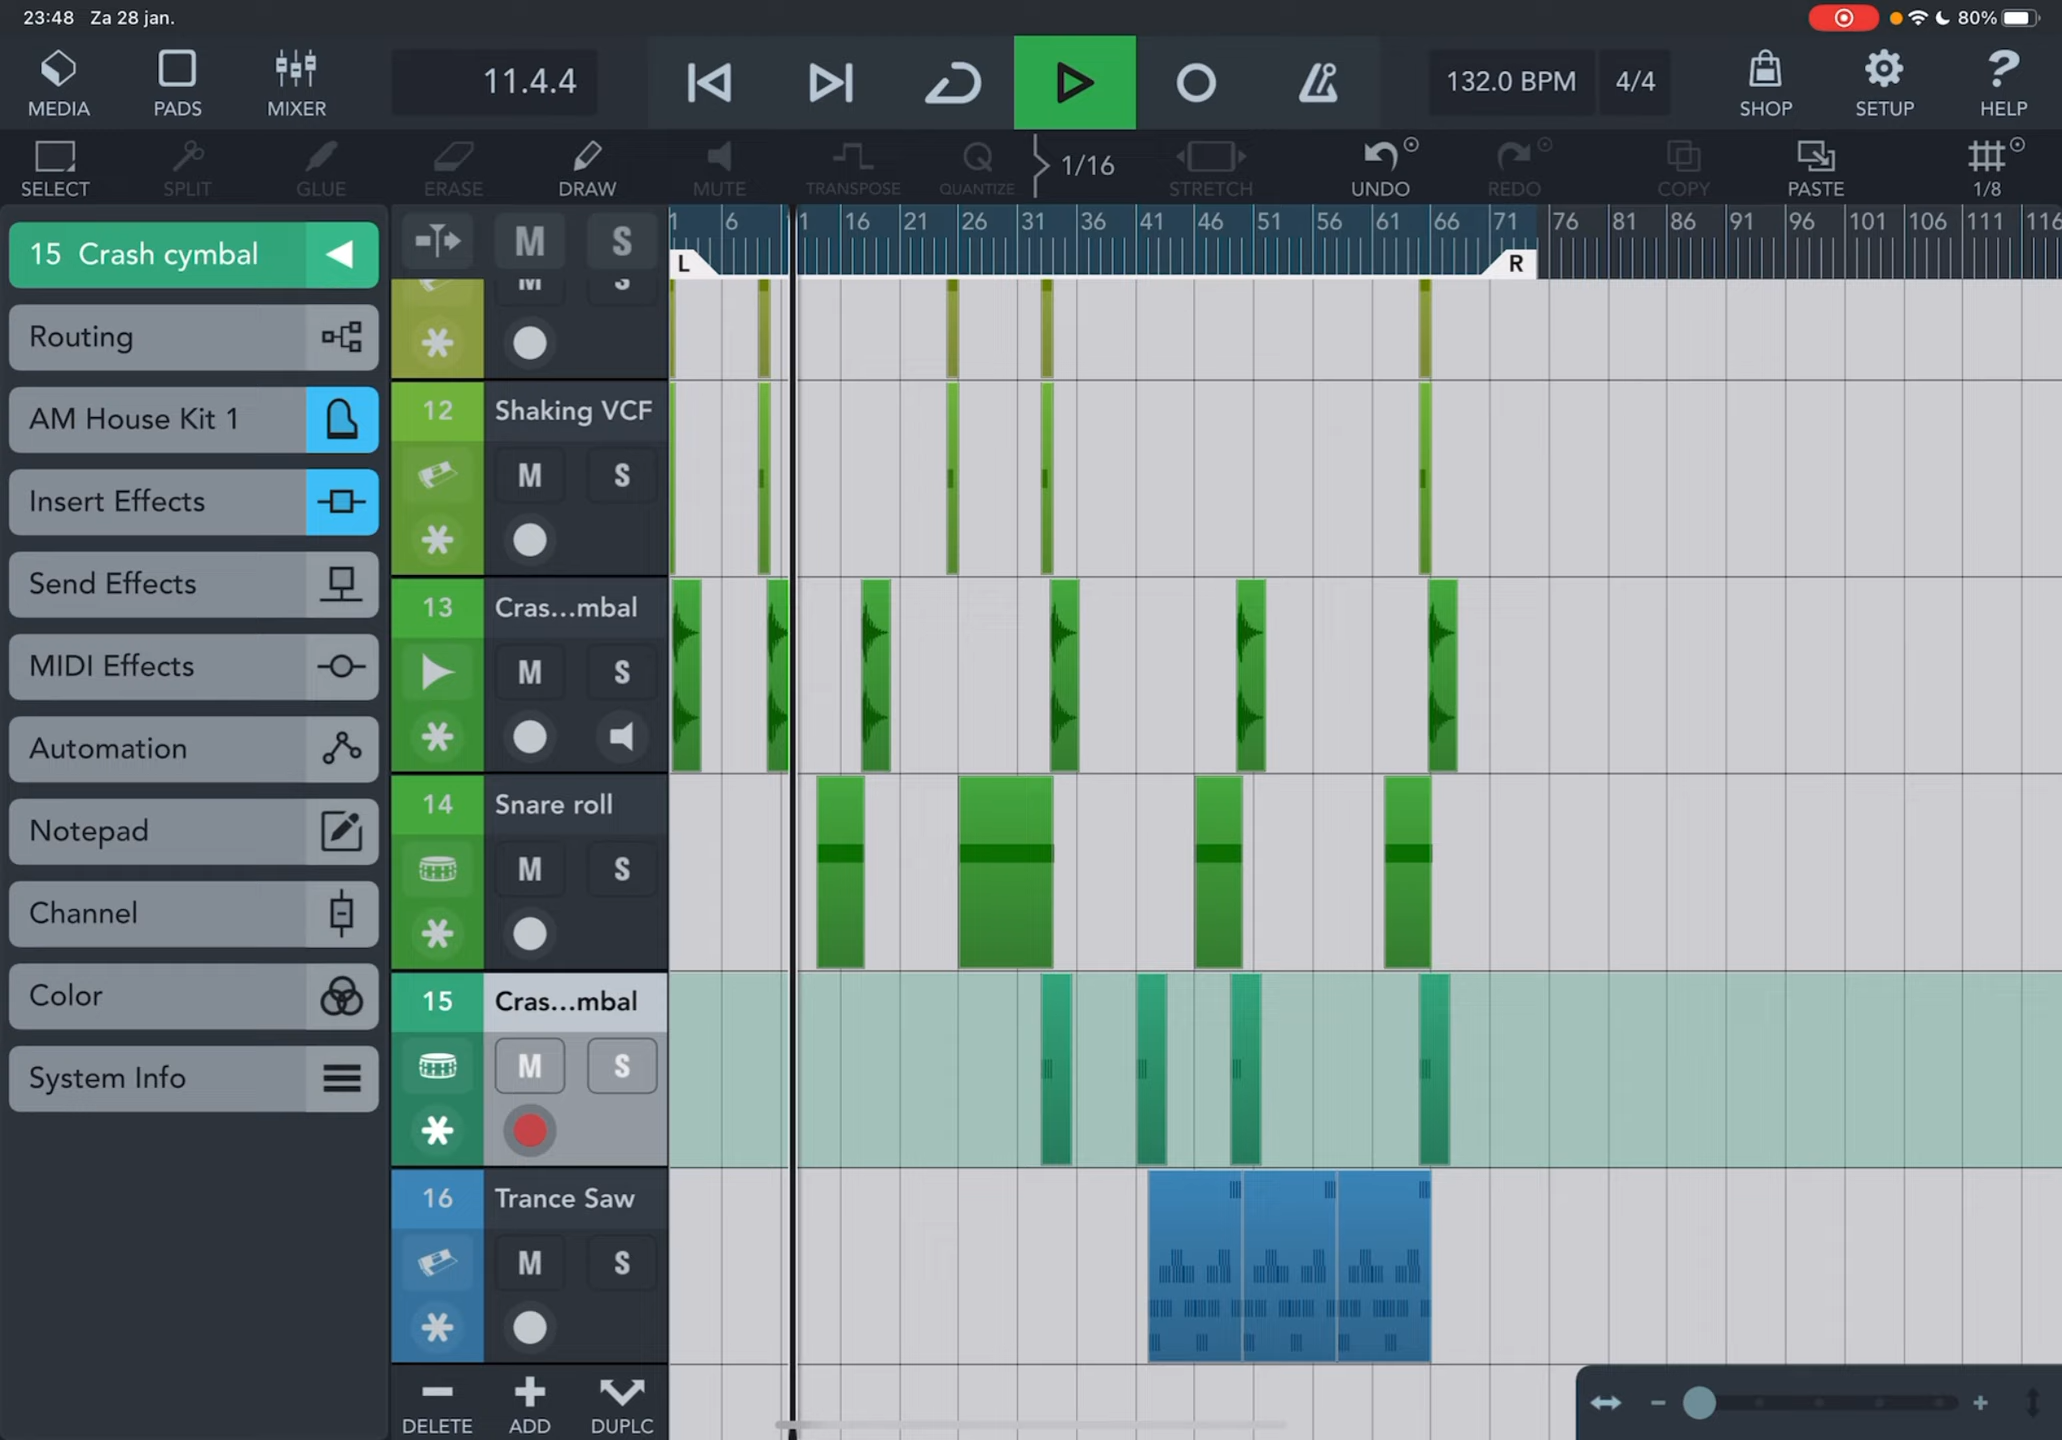 23:48 Za 28 jan.
80%
MEDIA PADS MIXER
11.4.4
132.0 BPM 4/4
SHOP SETUP HELP
SELECT SPLIT GLUE ERASE DRAW MUTE TRANSPOSE QUANTIZE 1/16 STRETCH UNDO REDO COPY PASTE 1/8
15 Crash cymbal
Routing
AM House Kit 1
Insert Effects
Send Effects
MIDI Effects
Automation
Notepad
Channel
Color
System Info
M S
1 6 1 16 21 26 31 36 41 46 51 56 61 66 71 76 81 86 91 96 101 106 111 116
L R
M S
12 Shaking VCF
M S
13 Cras...mbal
M S
14 Snare roll
M S
15 Cras...mbal
M S
16 Trance Saw
M S
DELETE ADD DUPLC